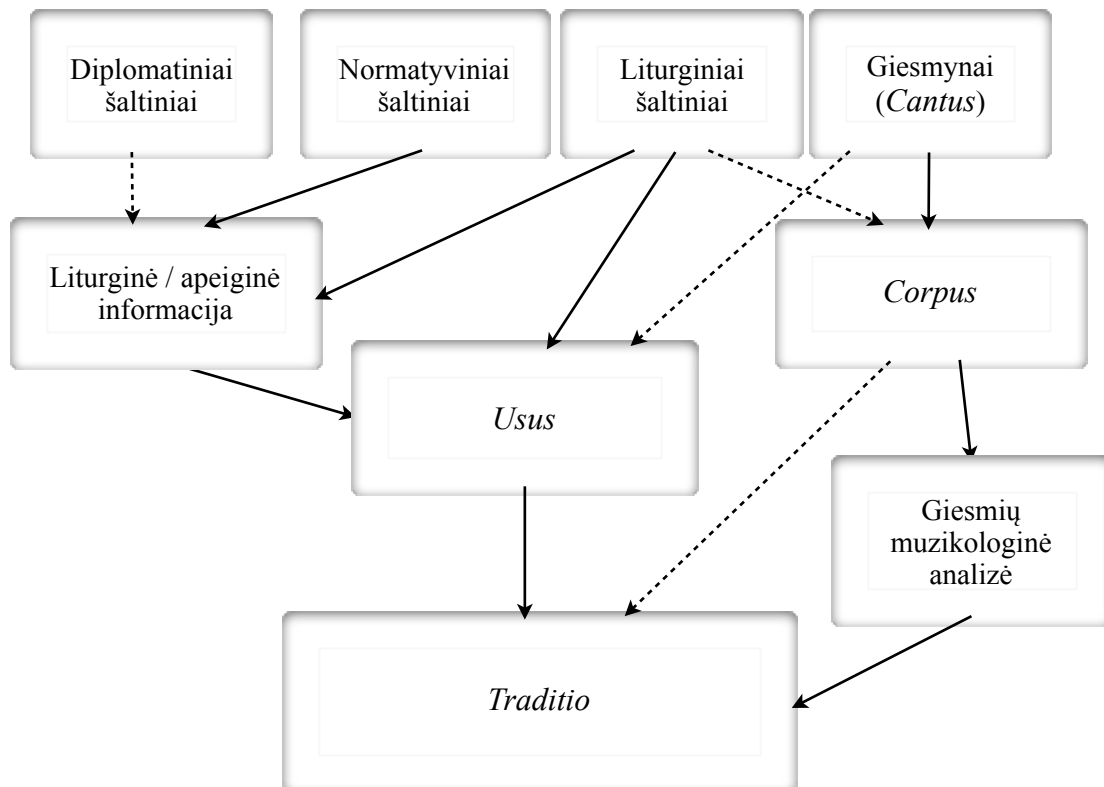 Diplomatiniai
šaltiniai
Normatyviniai
šaltiniai
Liturginiai
šaltiniai
Giesmynai
(Cantus)
Liturginė / apeiginė
informacija
Corpus
Usus
Giesmių
muzikologinė
analizė
Traditio